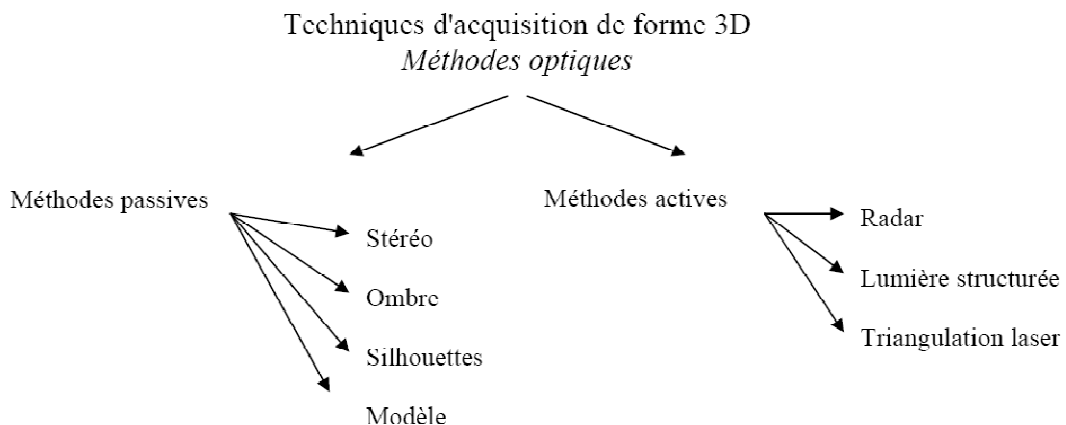 Techniques d'acquisition de forme 3D
Méthodes optiques
Méthodes passives
Stéréo
Ombre
Silhouettes
Modèle
Méthodes actives
Radar
Lumière structurée
Triangulation laser